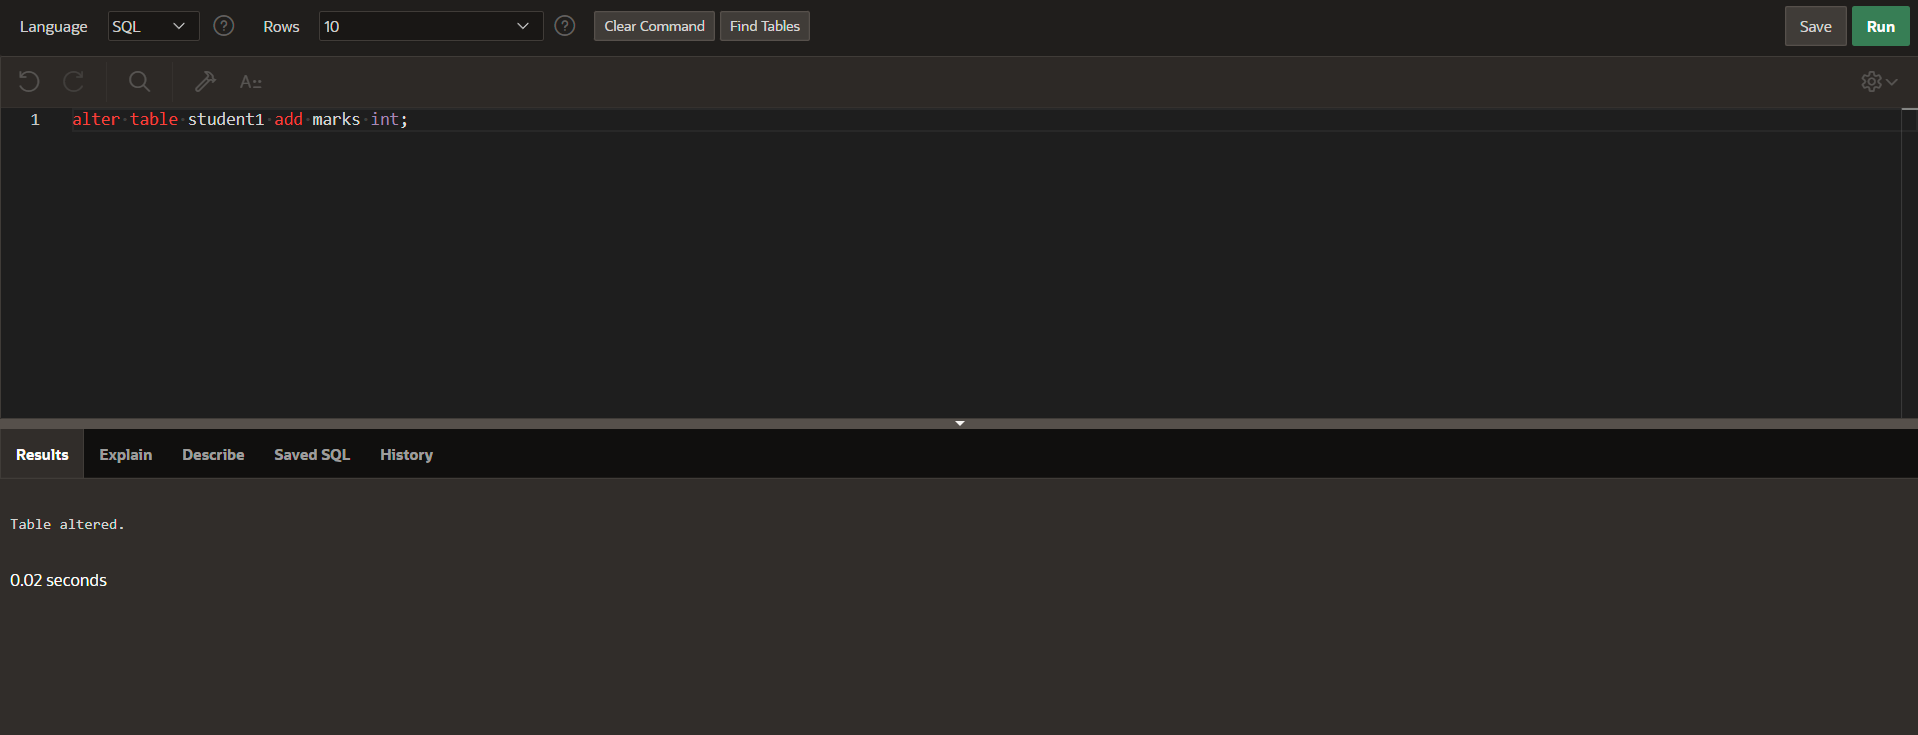 Language SQL ? Rows 10 ? Clear Command Find Tables Save Run
A::
1 alter table student1 add marks int;
Results Explain Describe Saved SQL History
Table altered.
0.02 seconds